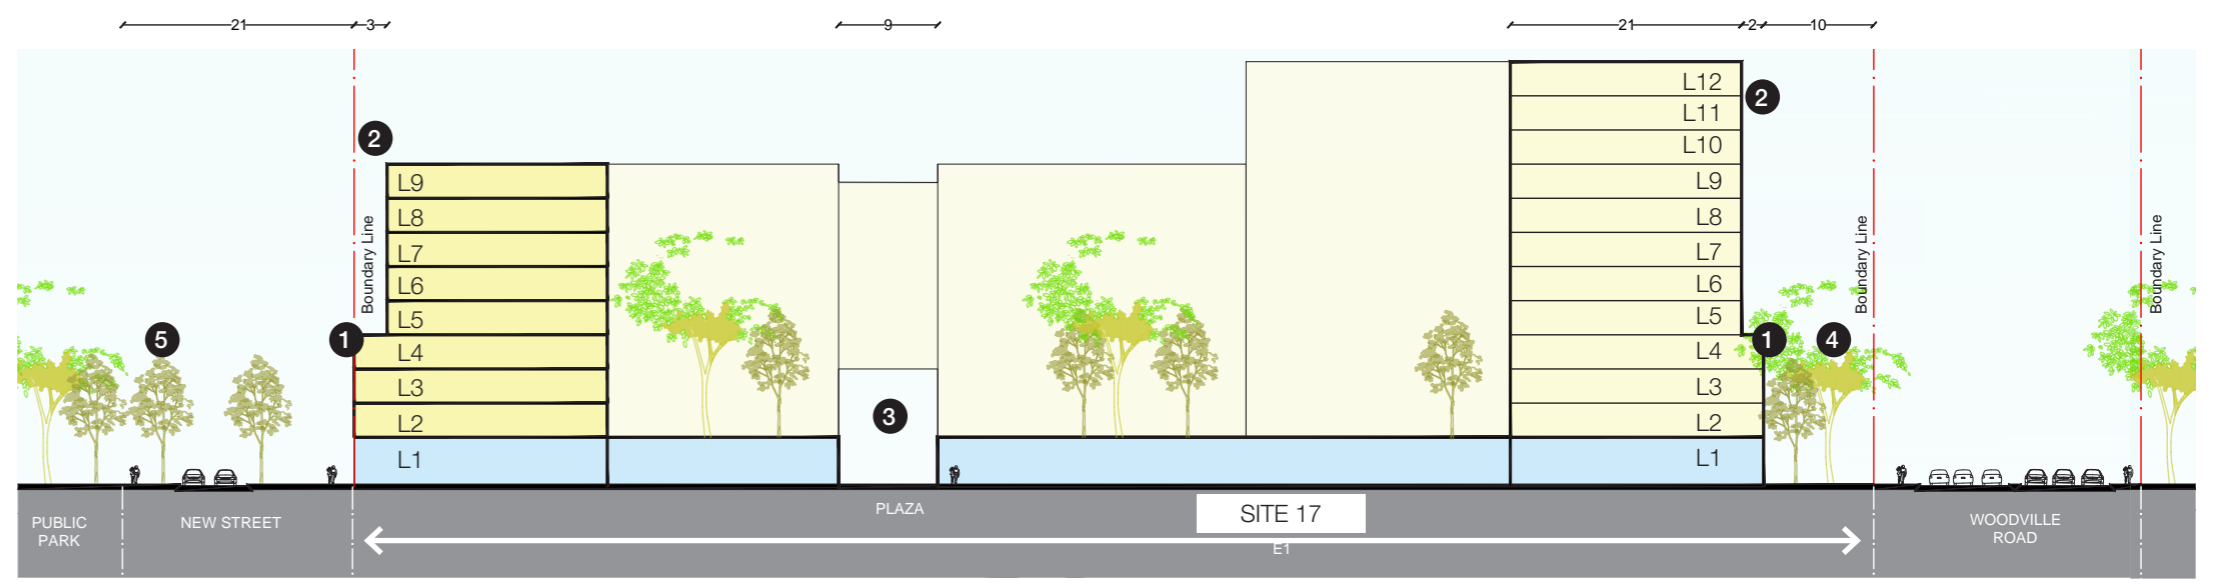 21
3
9
21
2
10
2
2
L9
L8
L7
L6
L5
L4
L3
L2
L1
L12
L11
L10
L9
L8
L7
L6
L5
L4
L3
L2
L1
Boundary Line
Boundary Line
Boundary Line
5
1
3
1
4
PUBLIC
PARK
NEW STREET
PLAZA
SITE 17
E1
WOODVILLE
ROAD